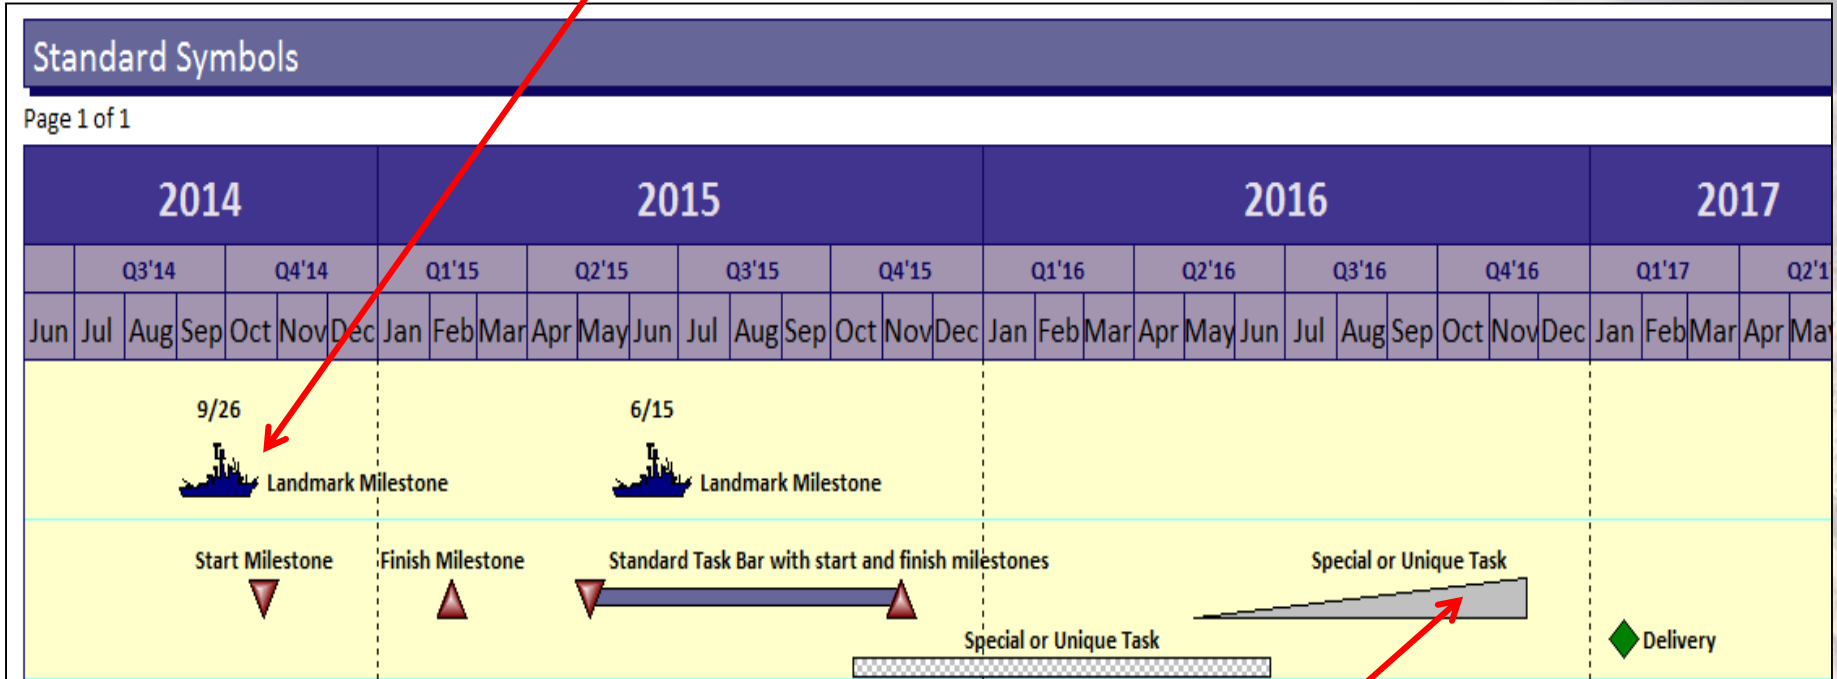 Standard Symbols
Page 1 of 1
2014 2015 2016 2017
Q3'14 Q4'14 Q1'15 Q2'15 Q3'15 Q4'15 Q1'16 Q2'16 Q3'16 Q4'16 Q1'17 Q2'1
Jun Jul Aug Sep Oct Nov Dec Jan Feb Mar Apr May Jun Jul Aug Sep Oct Nov Dec Jan Feb Mar Apr May Jun Jul Aug Sep Oct Nov Dec Jan Feb Mar Apr May
9/26 6/15
Landmark Milestone Landmark Milestone
Start Milestone Finish Milestone Standard Task Bar with start and finish milestones Special or Unique Task
Special or Unique Task Delivery